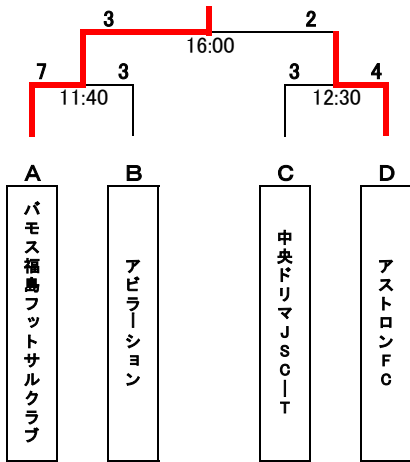 3 2
16:00
7 3 3 4
11:40 12:30
A B C D
バモス福島フットサルクラブ
アビラーション
中央ドリマJSC－T
アストロンFC